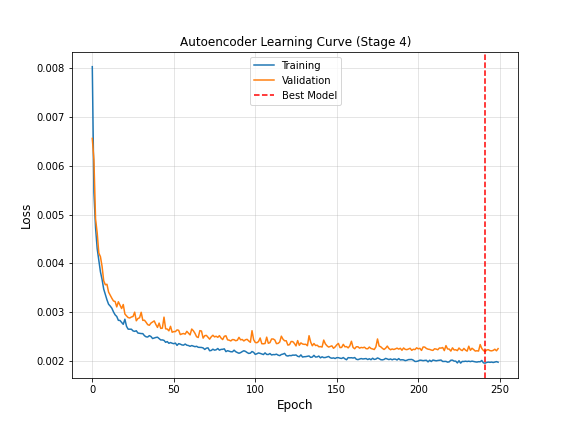 Autoencoder Learning Curve (Stage 4)
Training
Validation
Best Model
0.008
0.007
0.006
0.005
0.004
0.003
0.002
Loss
0 50 100 150 200 250
Epoch